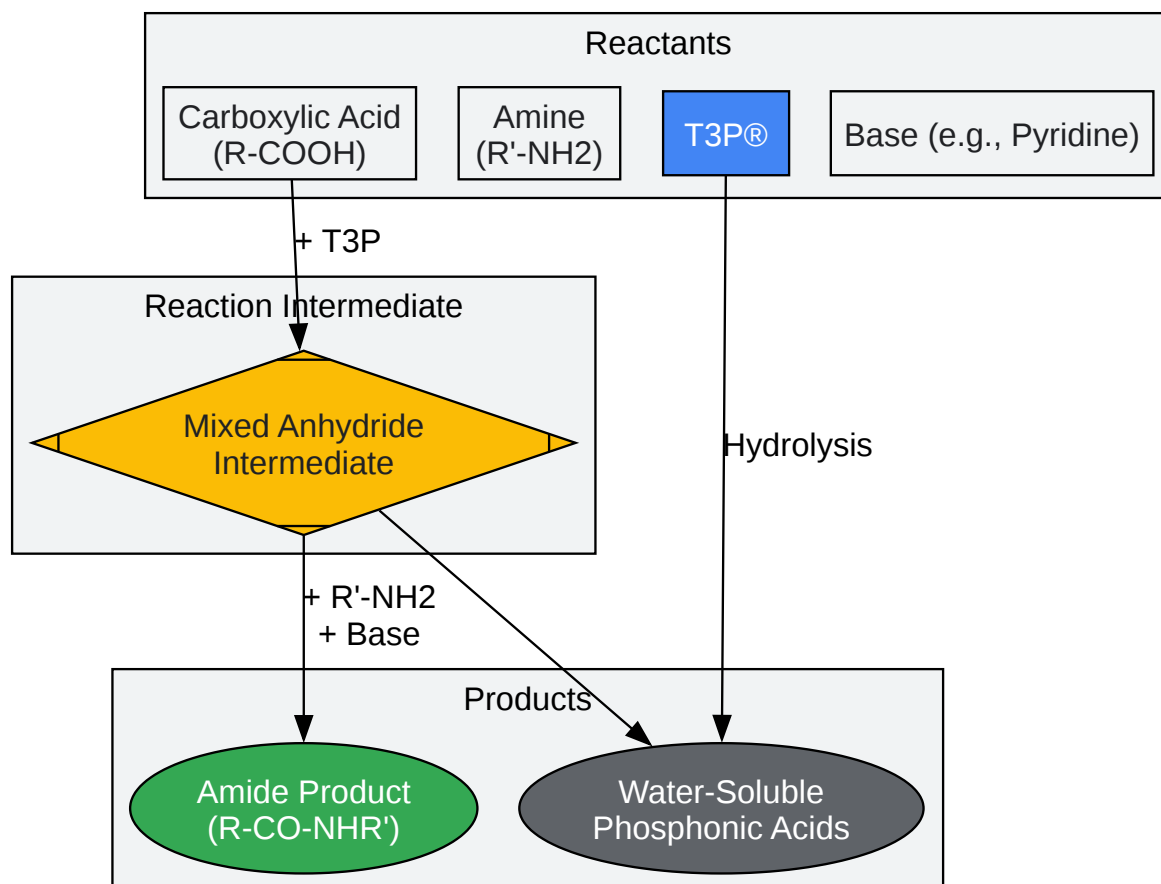 Reactants
Carboxylic Acid
(R-COOH)
Amine
(R'-NH2)
T3P®
Base (e.g., Pyridine)
+ T3P
Reaction Intermediate
Mixed Anhydride
Intermediate
Hydrolysis
+ R'-NH2
+ Base
Products
Amide Product
(R-CO-NHR')
Water-Soluble
Phosphonic Acids